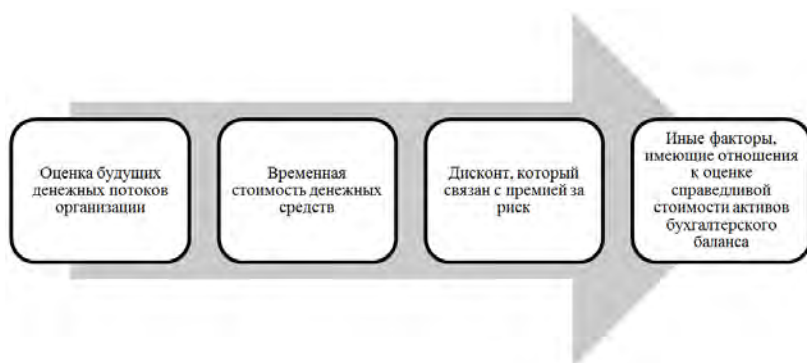 Оценка будущих
денежных потоков
организации
Временная
стоимость денежных
средств
Дисконт, который
связан с премией за
риск
Иные факторы,
имеющие отношения
к оценке
справедливой
стоимости активов
бухгалтерского
баланса